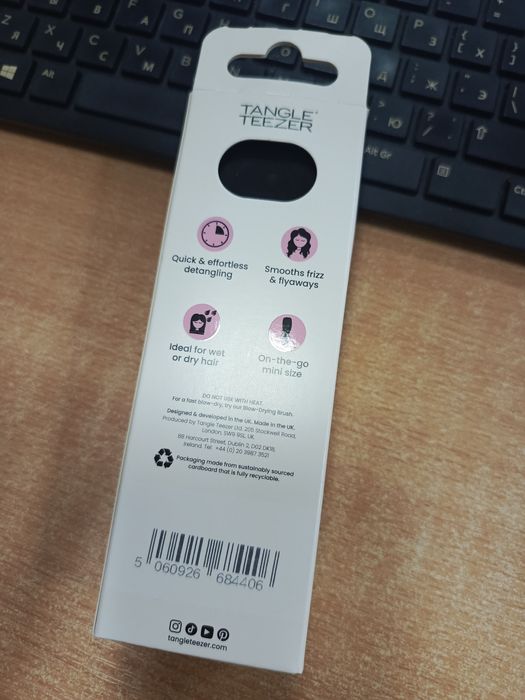 TANGLE
TEEZER
Quick & effortless
detangling
Smooths frizz
& flyaways
Ideal for wet
or dry hair
On-the-go
mini size
DO NOT USE WITH HEAT.
For a fast blow-dry, try our Blow-Drying Brush.
Designed & developed in the UK. Made in the UK.
Produced by Tangle Teezer Ltd. 205 Stockwell Road,
London, SW9 9SL, UK.
88 Harcourt Street, Dublin 2, D02 DK18,
Ireland. Tel: +44 (0) 20 3987 3521
Packaging made from sustainably sourced
cardboard that is fully recyclable.
5 060926 684406
tangleteezer.com
Alt
Alt Gr
Я
Ч
С
М
В
Ш
О
Щ
З
Р
Х
Д
Ж
Э
Ю